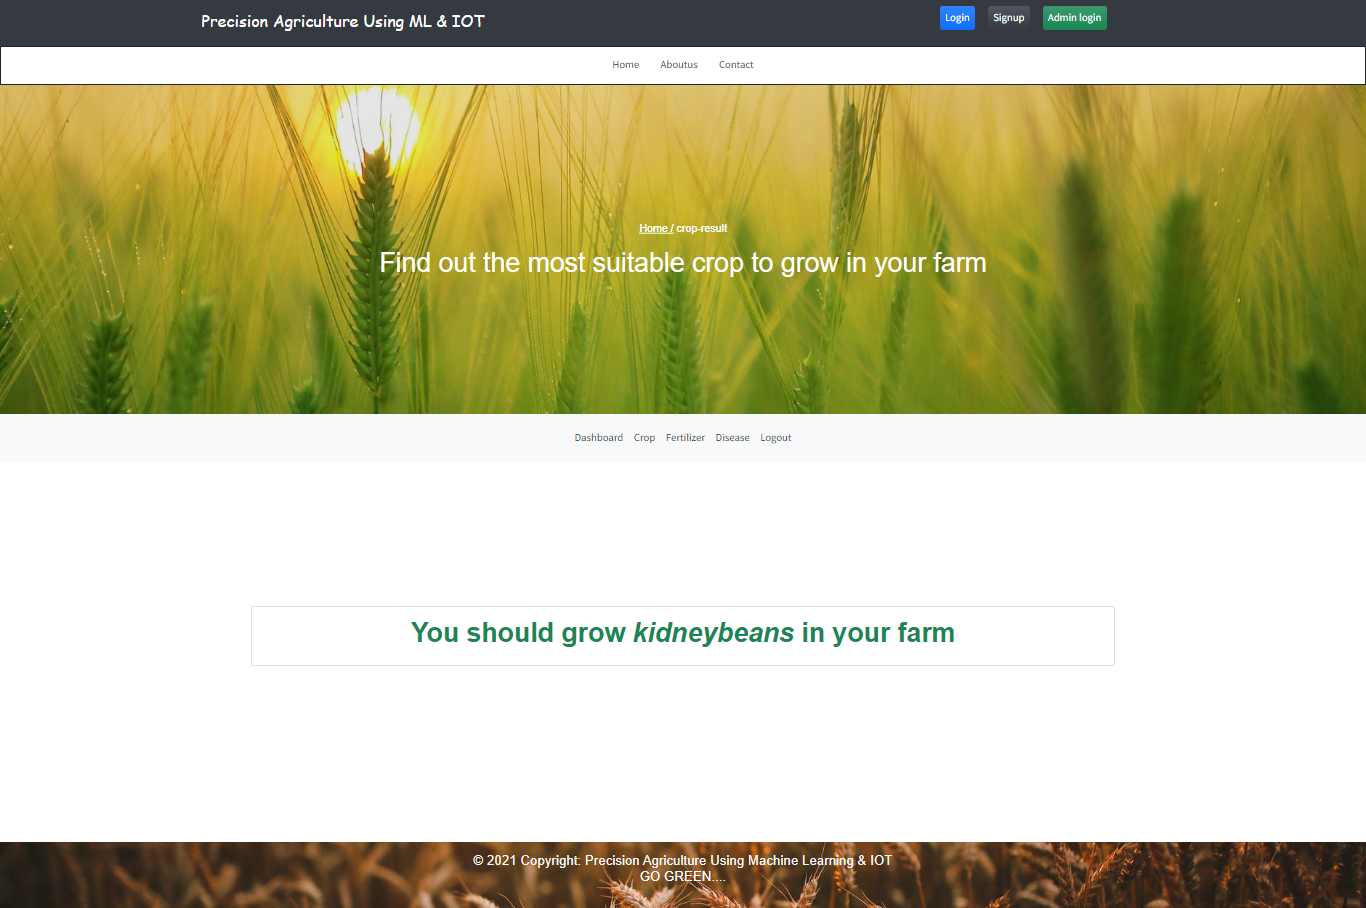 Precision Agriculture Using ML & IOT
Login Signup Admin login
Home Aboutus Contact
Home / crop-result
Find out the most suitable crop to grow in your farm
Dashboard Crop Fertilizer Disease Logout
You should grow kidneybeans in your farm
© 2021 Copyright: Precision Agriculture Using Machine Learning & IOT
GO GREEN....